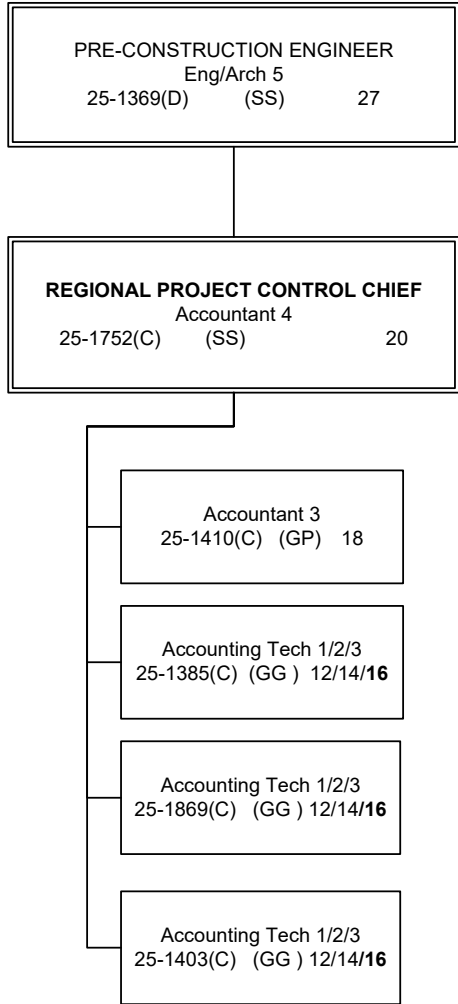 PRE-CONSTRUCTION ENGINEER
Eng/Arch 5
25-1369(D) (SS) 27
REGIONAL PROJECT CONTROL CHIEF
Accountant 4
25-1752(C) (SS) 20
Accountant 3
25-1410(C) (GP) 18
Accounting Tech 1/2/3
25-1385(C) (GG ) 12/14/16
Accounting Tech 1/2/3
25-1869(C) (GG ) 12/14/16
Accounting Tech 1/2/3
25-1403(C) (GG ) 12/14/16